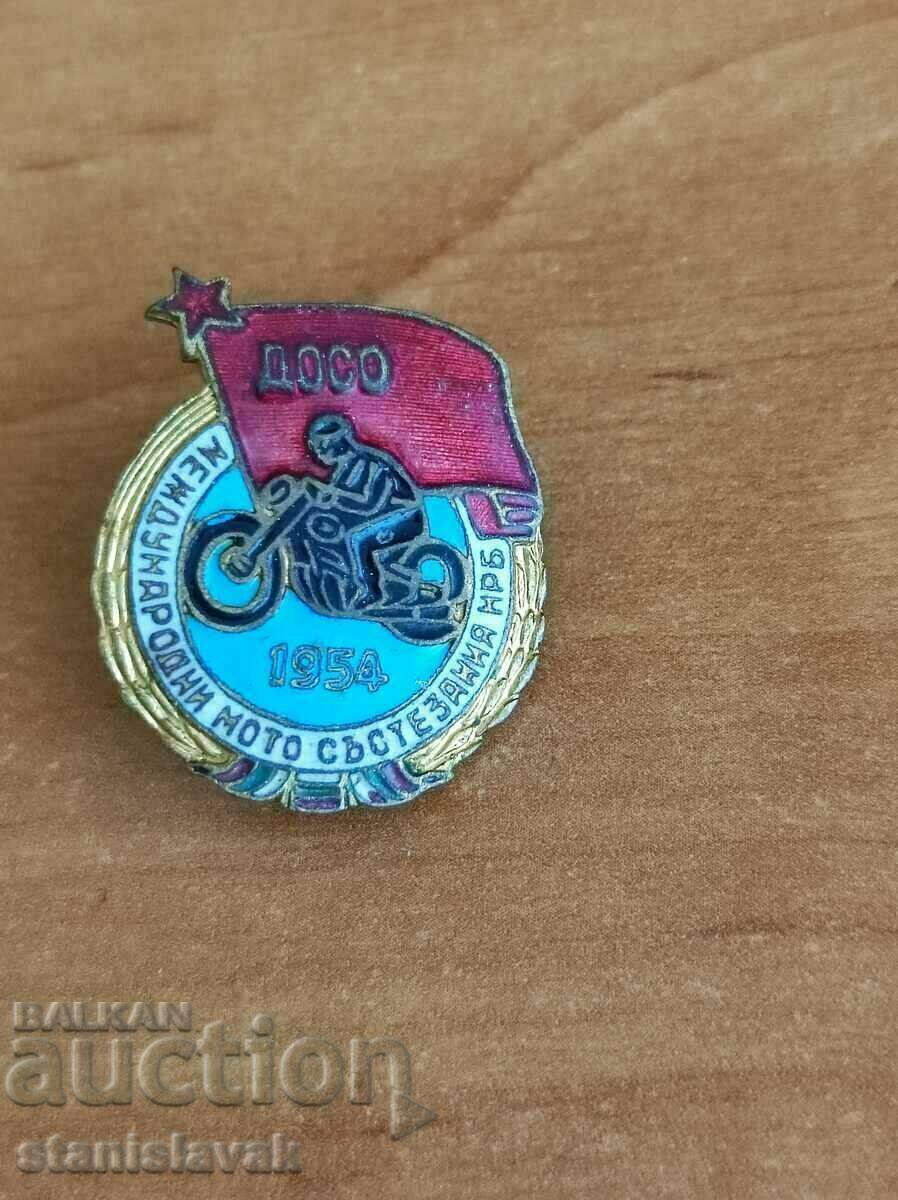 ДОСО
МЕЖДУНАРОДНИ МОТО СЪСТЕЗАНИЯ НРБ
1954
BALKAN
auction
stanislavak